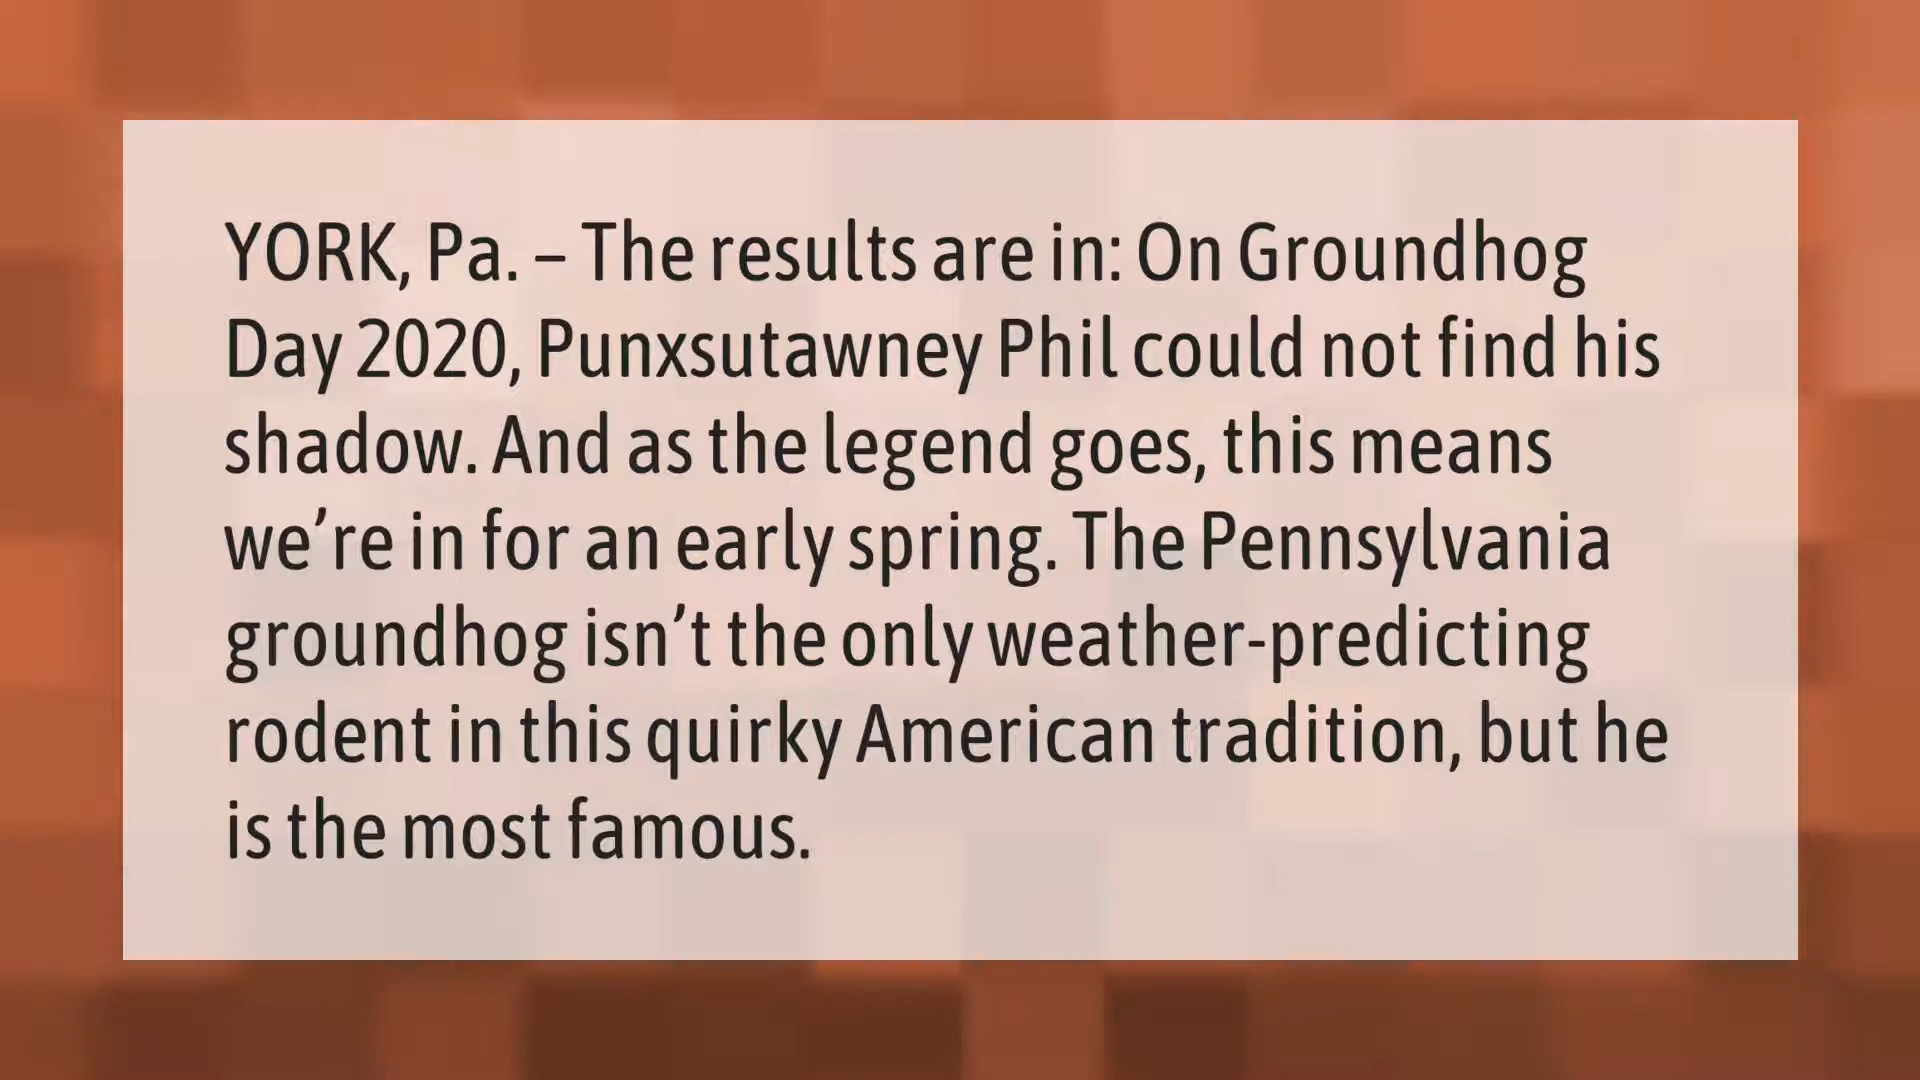 YORK, Pa. – The results are in: On Groundhog
Day 2020, Punxsutawney Phil could not find his
shadow. And as the legend goes, this means
we’re in for an early spring. The Pennsylvania
groundhog isn’t the only weather-predicting
rodent in this quirky American tradition, but he
is the most famous.